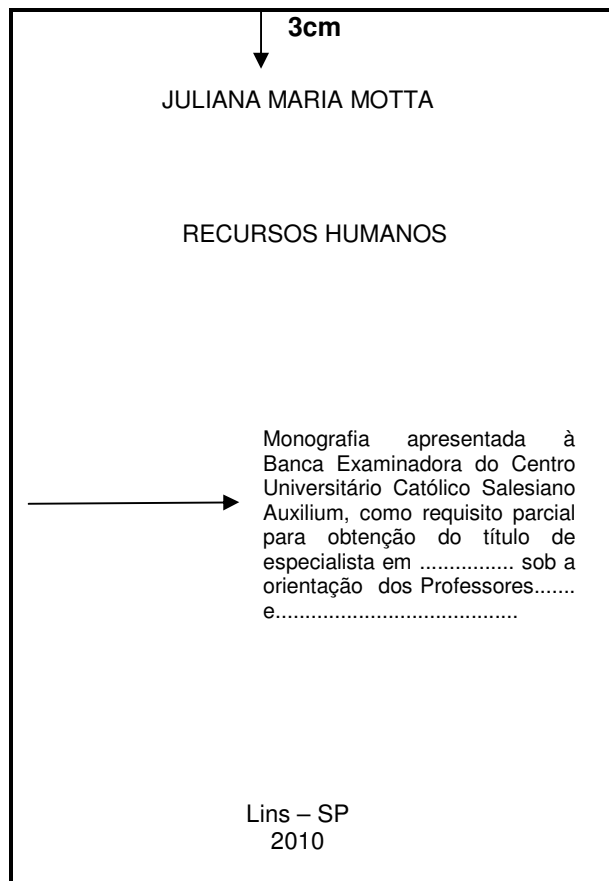 3cm
JULIANA MARIA MOTTA
RECURSOS HUMANOS
Monografia apresentada à
Banca Examinadora do Centro
Universitário Católico Salesiano
Auxilium, como requisito parcial
para obtenção do título de
especialista em ................ sob a
orientação dos Professores.......
e.........................................
Lins – SP
2010